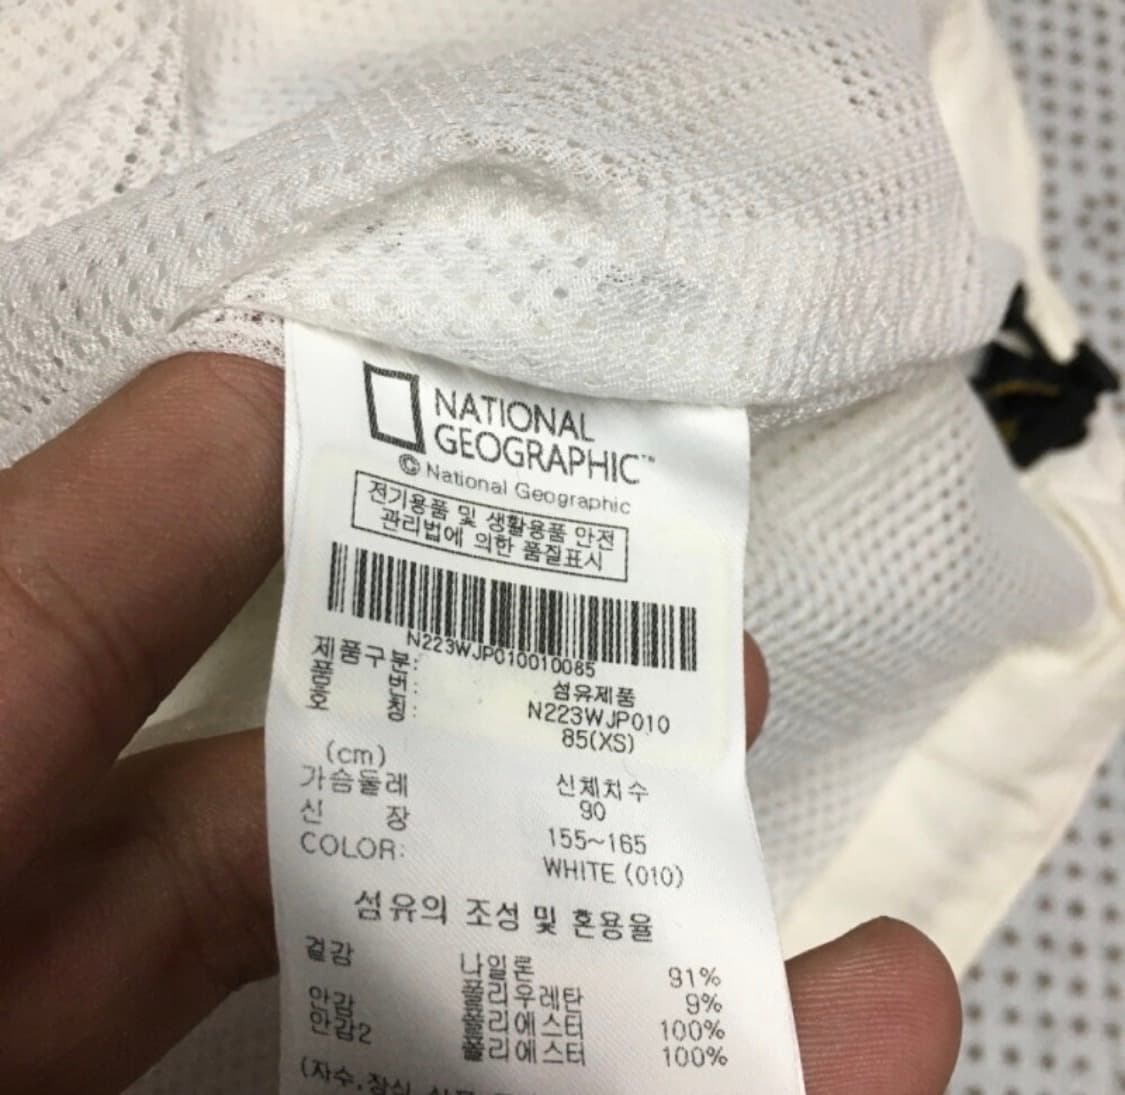 NATIONAL
GEOGRAPHIC™
© National Geographic
전기용품 및 생활용품 안전
관리법에 의한 품질표시
N223WJP010010085
제품구분: 섬유제품
품 번: N223WJP010
호 칭: 85(XS)
(cm) 신체치수
가슴둘레 90
신 장 155~165
COLOR: WHITE (010)
섬유의 조성 및 혼용율
겉감 나일론 91%
폴리우레탄 9%
안감 폴리에스터 100%
안감2 폴리에스터 100%
(자수.장식